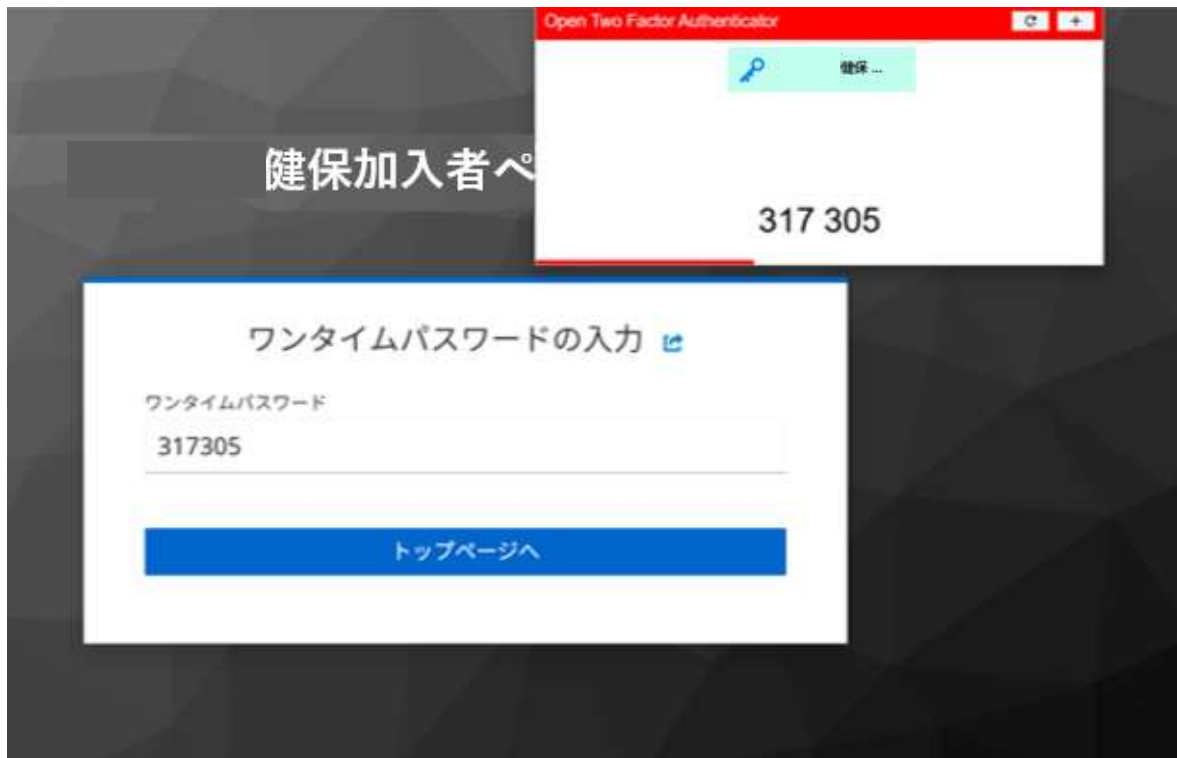 Open Two Factor Authenticator
健保 ...
健保加入者ペ
317 305
ワンタイムパスワードの入力
ワンタイムパスワード
317305
トップページへ